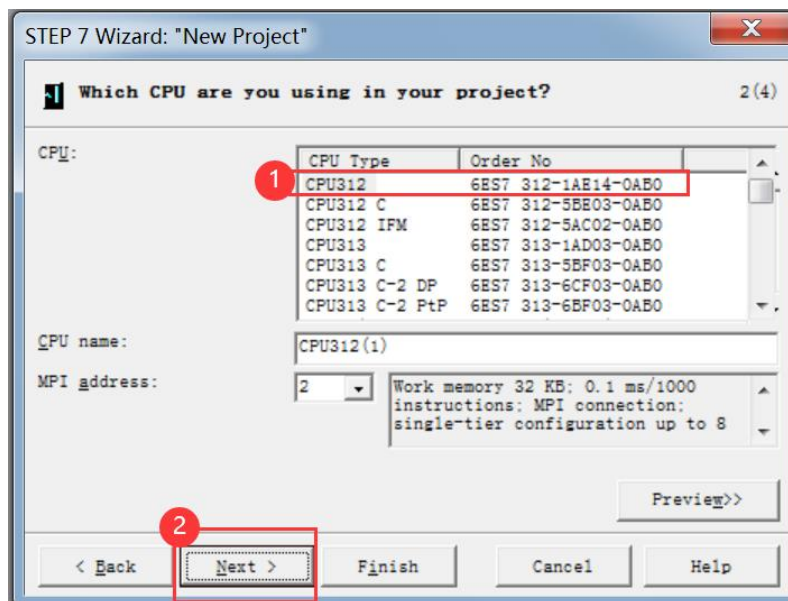 STEP 7 Wizard: "New Project"
X
Which CPU are you using in your project?
2(4)
CPU:
CPU Type Order No
1
CPU312 6ES7 312-1AE14-0AB0
CPU312 C 6ES7 312-5BE03-0AB0
CPU312 IFM 6ES7 312-5AC02-0AB0
CPU313 6ES7 313-1AD03-0AB0
CPU313 C 6ES7 313-5BF03-0AB0
CPU313 C-2 DP 6ES7 313-6CF03-0AB0
CPU313 C-2 PtP 6ES7 313-6BF03-0AB0
CPU name:
CPU312(1)
MPI address:
2
Work memory 32 KB; 0.1 ms/1000
instructions; MPI connection;
single-tier configuration up to 8
Preview>>
2
< Back Next > Finish Cancel Help